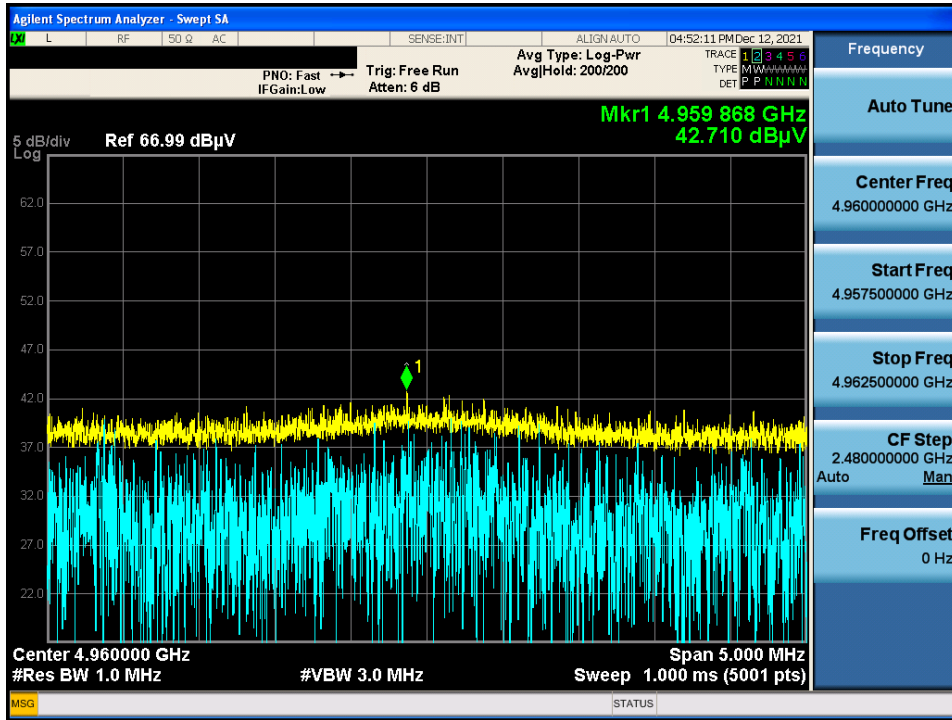 Agilent Spectrum Analyzer - Swept SA
LXI L RF 50 Ω AC SENSE:INT ALIGN AUTO 04:52:11 PM Dec 12, 2021
PNO: Fast
IFGain:Low
Trig: Free Run
Atten: 6 dB
Avg Type: Log-Pwr
Avg|Hold: 200/200
TRACE 1 2 3 4 5 6
TYPE M W
DET P P N N N N
Mkr1 4.959 868 GHz
42.710 dBµV
5 dB/div Ref 66.99 dBµV
Log
62.0
57.0
52.0
47.0
42.0
37.0
32.0
27.0
22.0
1
Center 4.960000 GHz Span 5.000 MHz
#Res BW 1.0 MHz #VBW 3.0 MHz Sweep 1.000 ms (5001 pts)
MSG STATUS
Frequency
Auto Tune
Center Freq
4.960000000 GHz
Start Freq
4.957500000 GHz
Stop Freq
4.962500000 GHz
CF Step
2.480000000 GHz
Auto Man
Freq Offset
0 Hz